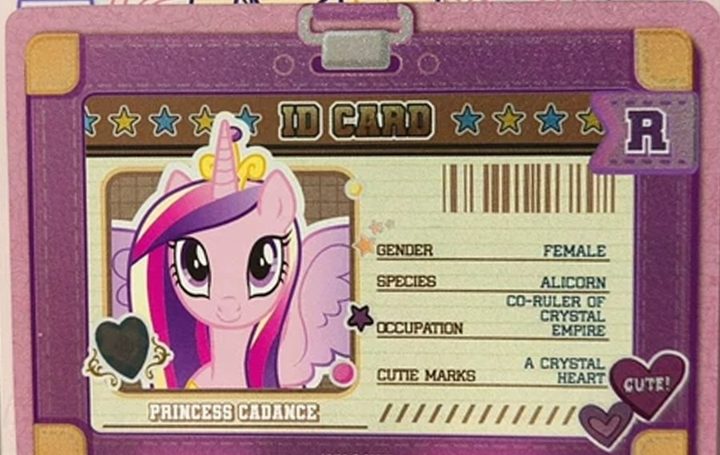 ID CARD
R
GENDER FEMALE
SPECIES ALICORN
OCCUPATION CO-RULER OF
CRYSTAL
EMPIRE
CUTIE MARKS A CRYSTAL
HEART
CUTE!
PRINCESS CADANCE